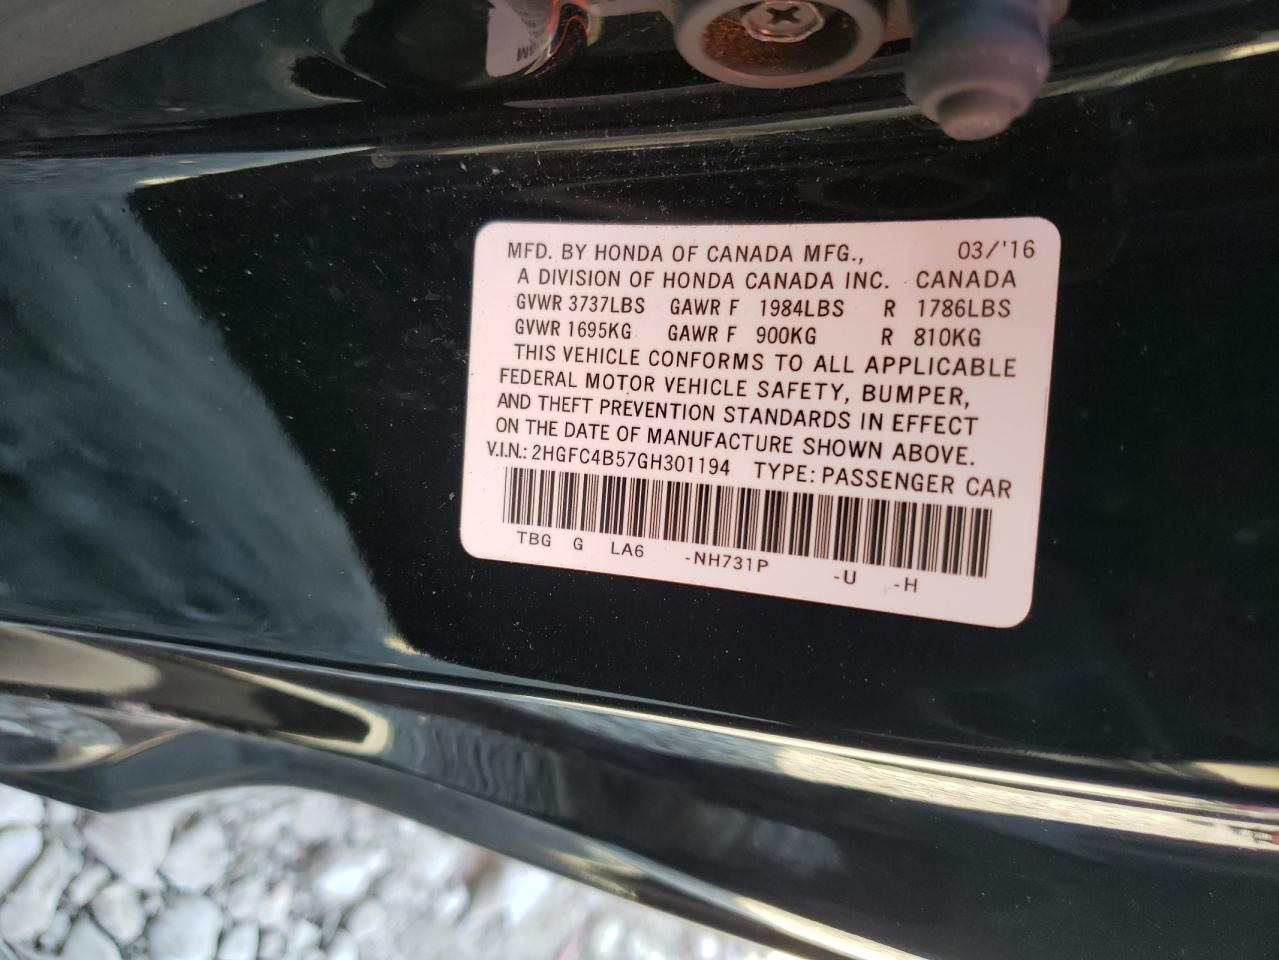 MFD. BY HONDA OF CANADA MFG., 03/'16
A DIVISION OF HONDA CANADA INC. CANADA
GVWR 3737LBS GAWR F 1984LBS R 1786LBS
GVWR 1695KG GAWR F 900KG R 810KG
THIS VEHICLE CONFORMS TO ALL APPLICABLE
FEDERAL MOTOR VEHICLE SAFETY, BUMPER,
AND THEFT PREVENTION STANDARDS IN EFFECT
ON THE DATE OF MANUFACTURE SHOWN ABOVE.
V.I.N.: 2HGFC4B57GH301194 TYPE: PASSENGER CAR
TBG G LA6 -NH731P -U -H